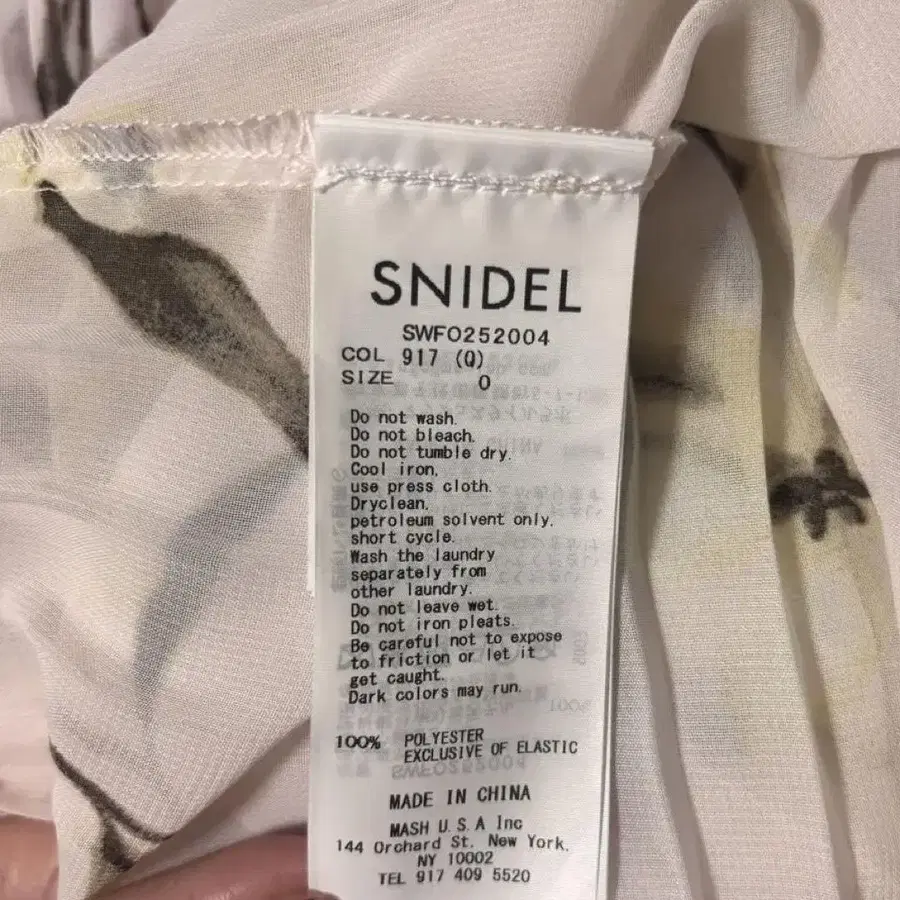 SNIDEL
SWFO252004
COL 917 (Q)
SIZE 0
Do not wash.
Do not bleach.
Do not tumble dry.
Cool iron,
use press cloth.
Dryclean,
petroleum solvent only,
short cycle.
Wash the laundry
separately from
other laundry.
Do not leave wet.
Do not iron pleats.
Be careful not to expose
to friction or let it
get caught.
Dark colors may run.
100% POLYESTER
EXCLUSIVE OF ELASTIC
MADE IN CHINA
MASH U.S.A Inc
144 Orchard St. New York,
NY 10002
TEL 917 409 5520